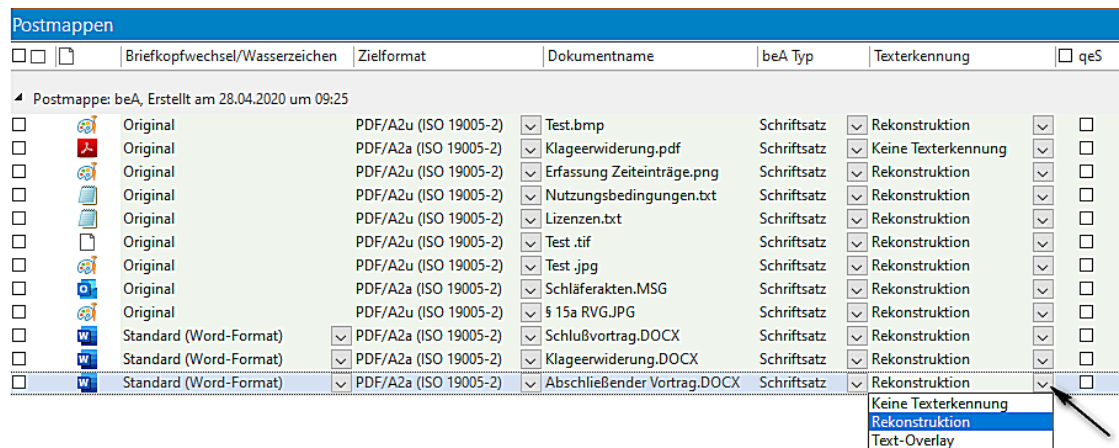 Postmappen
Briefkopfwechsel/Wasserzeichen Zielformat Dokumentname beA Typ Texterkennung qeS
Postmappe: beA, Erstellt am 28.04.2020 um 09:25
Original PDF/A2u (ISO 19005-2) Test.bmp Schriftsatz Rekonstruktion
Original PDF/A2a (ISO 19005-2) Klageerwiderung.pdf Schriftsatz Keine Texterkennung
Original PDF/A2u (ISO 19005-2) Erfassung Zeiteinträge.png Schriftsatz Rekonstruktion
Original PDF/A2u (ISO 19005-2) Nutzungsbedingungen.txt Schriftsatz Rekonstruktion
Original PDF/A2u (ISO 19005-2) Lizenzen.txt Schriftsatz Rekonstruktion
Original PDF/A2u (ISO 19005-2) Test .tif Schriftsatz Rekonstruktion
Original PDF/A2u (ISO 19005-2) Test .jpg Schriftsatz Rekonstruktion
Original PDF/A2a (ISO 19005-2) Schläferakten.MSG Schriftsatz Rekonstruktion
Original PDF/A2u (ISO 19005-2) § 15a RVG.JPG Schriftsatz Rekonstruktion
Standard (Word-Format) PDF/A2a (ISO 19005-2) Schlußvortrag.DOCX Schriftsatz Rekonstruktion
Standard (Word-Format) PDF/A2a (ISO 19005-2) Klageerwiderung.DOCX Schriftsatz Rekonstruktion
Standard (Word-Format) PDF/A2a (ISO 19005-2) Abschließender Vortrag.DOCX Schriftsatz Rekonstruktion
Keine Texterkennung
Rekonstruktion
Text-Overlay